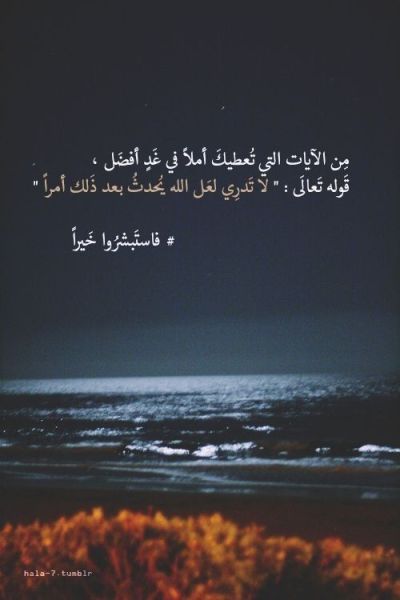 مِن الآيات التي تُعطيكَ أملاً في غَدٍ أفضَل ،
قَوله تَعالَى : " لا تَدرِي لعَل الله يُحدثُ بعد ذَلك أمراً "
# فاستَبشرُوا خَيراً
hala-7.tumblr